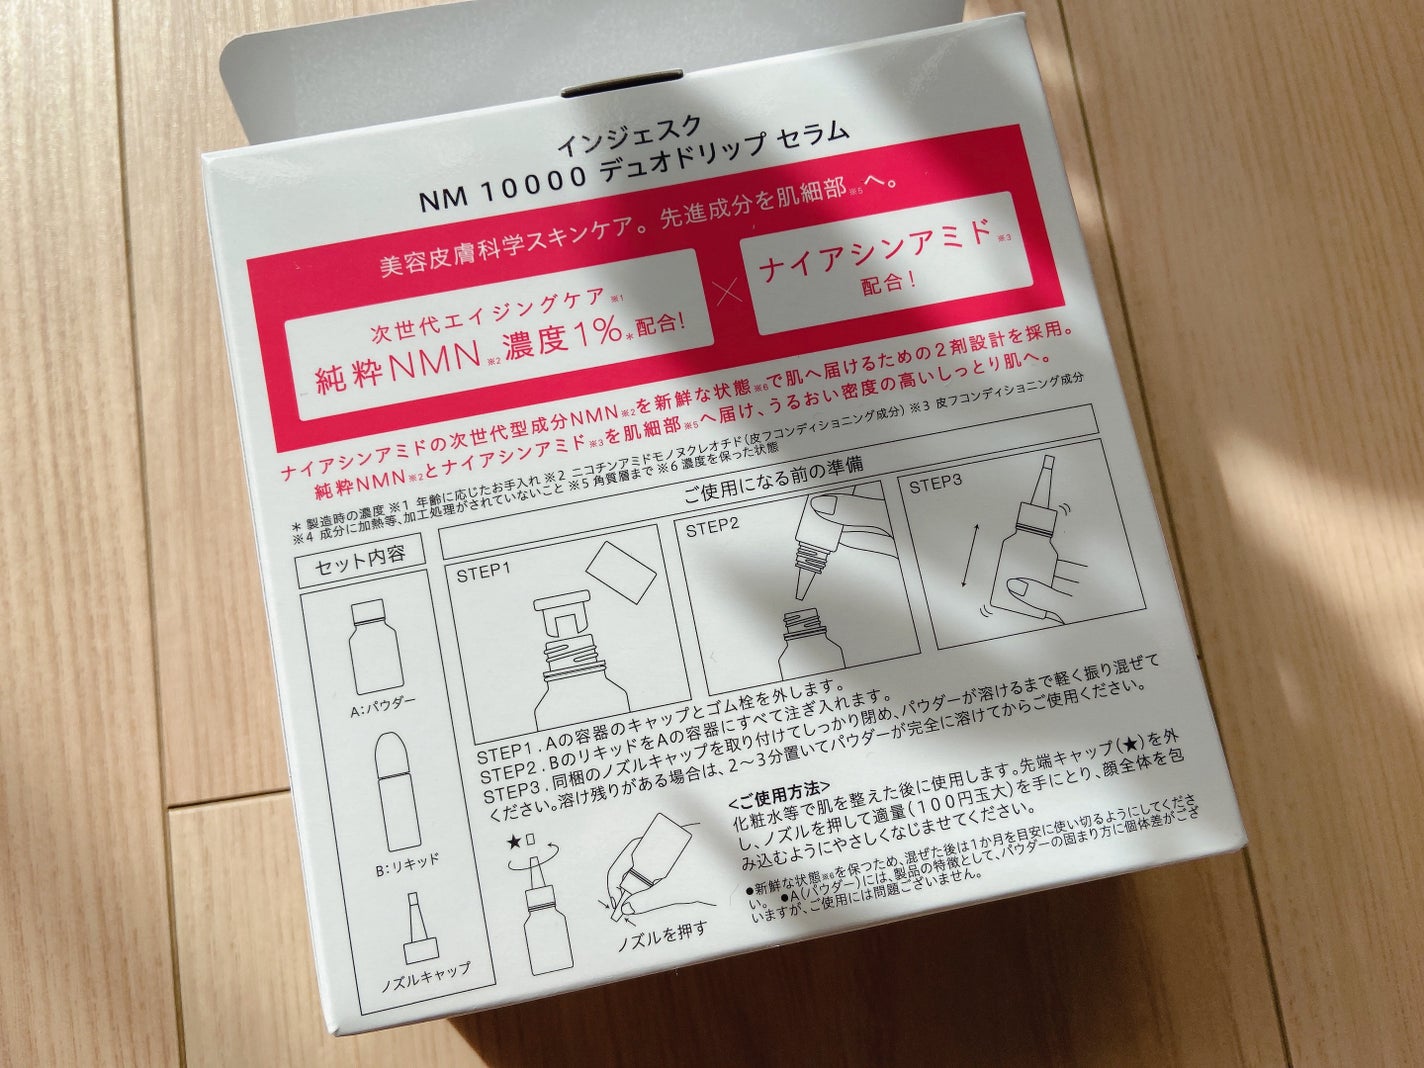 インジェスク
NM 10000 デュオドリップ セラム
美容皮膚科学スキンケア。先進成分を肌細部※5へ。
次世代エイジングケア※1
純粋NMN※2濃度1%*配合!
×
ナイアシンアミド※3
配合!
ナイアシンアミドの次世代型成分NMN※2を新鮮な状態※6で肌へ届けるための2剤設計を採用。
純粋NMN※2とナイアシンアミド※3を肌細部※5へ届け、うるおい密度の高いしっとり肌へ。
＊ 製造時の濃度 ※1 年齢に応じたお手入れ ※2 ニコチンアミドモノヌクレオチド(皮フコンディショニング成分) ※3 皮フコンディショニング成分
※4 成分に加熱等、加工処理がされていないこと ※5 角質層まで ※6 濃度を保った状態
セット内容
A:パウダー
B:リキッド
ノズルキャップ
ご使用になる前の準備
STEP1
STEP2
STEP3
STEP1.Aの容器のキャップとゴム栓を外します。
STEP2.BのリキッドをAの容器にすべて注ぎ入れます。
STEP3.同梱のノズルキャップを取り付けてしっかり閉め、パウダーが溶けるまで軽く振り混ぜて
ください。溶け残りがある場合は、2〜3分置いてパウダーが完全に溶けてからご使用ください。
★
ノズルを押す
<ご使用方法>
化粧水等で肌を整えた後に使用します。先端キャップ(★)を外
し、ノズルを押して適量(100円玉大)を手にとり、顔全体を包
み込むようにやさしくなじませてください。
●新鮮な状態※6を保つため、混ぜた後は1か月を目安に使い切るようにしてくださ
い。 ●A(パウダー)には、製品の特徴として、パウダーの固まり方に個体差がござ
いますが、ご使用には問題ございません。